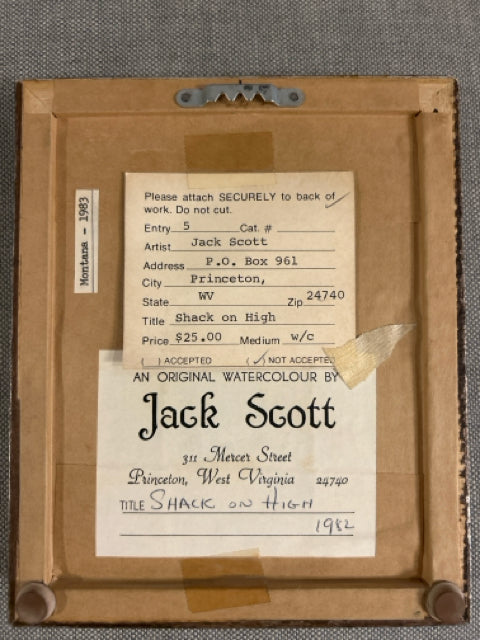 Montana - 1983
Please attach SECURELY to back of
work. Do not cut.
Entry 5 Cat. #
Artist Jack Scott
Address P.O. Box 961
City Princeton,
State WV Zip 24740
Title Shack on High
Price $25.00 Medium w/c
( ) ACCEPTED (✓) NOT ACCEPTED
AN ORIGINAL WATERCOLOUR BY
Jack Scott
311 Mercer Street
Princeton, West Virginia 24740
TITLE SHACK ON HIGH
1982